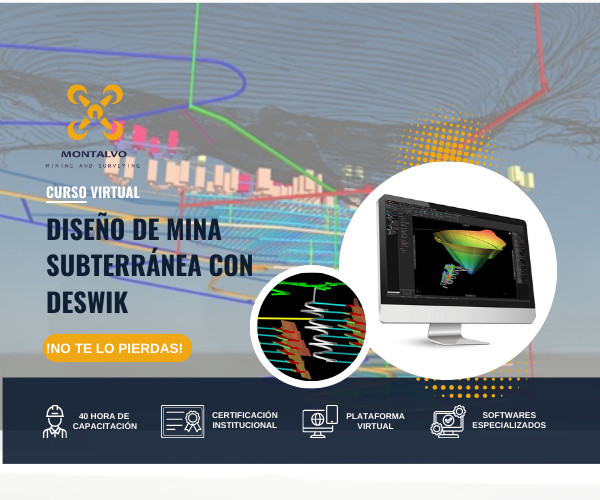 MONTALVO
MINING AND SURVEYING
CURSO VIRTUAL
DISEÑO DE MINA
SUBTERRÁNEA CON
DESWIK
!NO TE LO PIERDAS!
40 HORA DE
CAPACITACIÓN
CERTIFICACIÓN
INSTITUCIONAL
PLATAFORMA
VIRTUAL
SOFTWARES
ESPECIALIZADOS